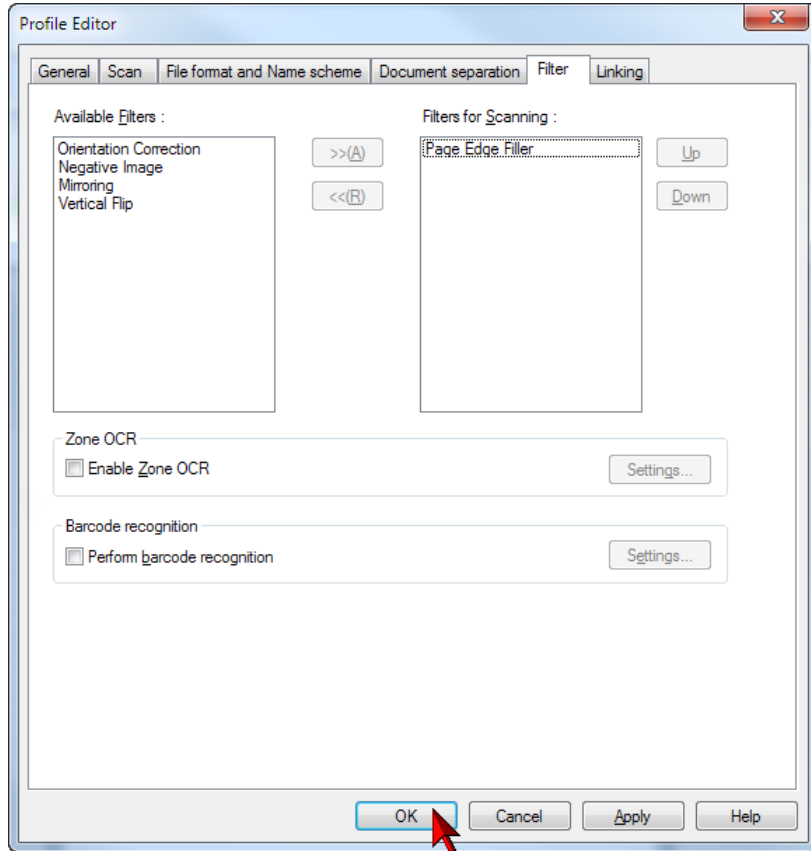 Profile Editor
X
General Scan File format and Name scheme Document separation Filter Linking
Available Filters : Filters for Scanning :
Orientation Correction >>(A) Page Edge Filler Up
Negative Image
Mirroring <<(R) Down
Vertical Flip
Zone OCR
Enable Zone OCR Settings...
Barcode recognition
Perform barcode recognition Settings...
OK Cancel Apply Help